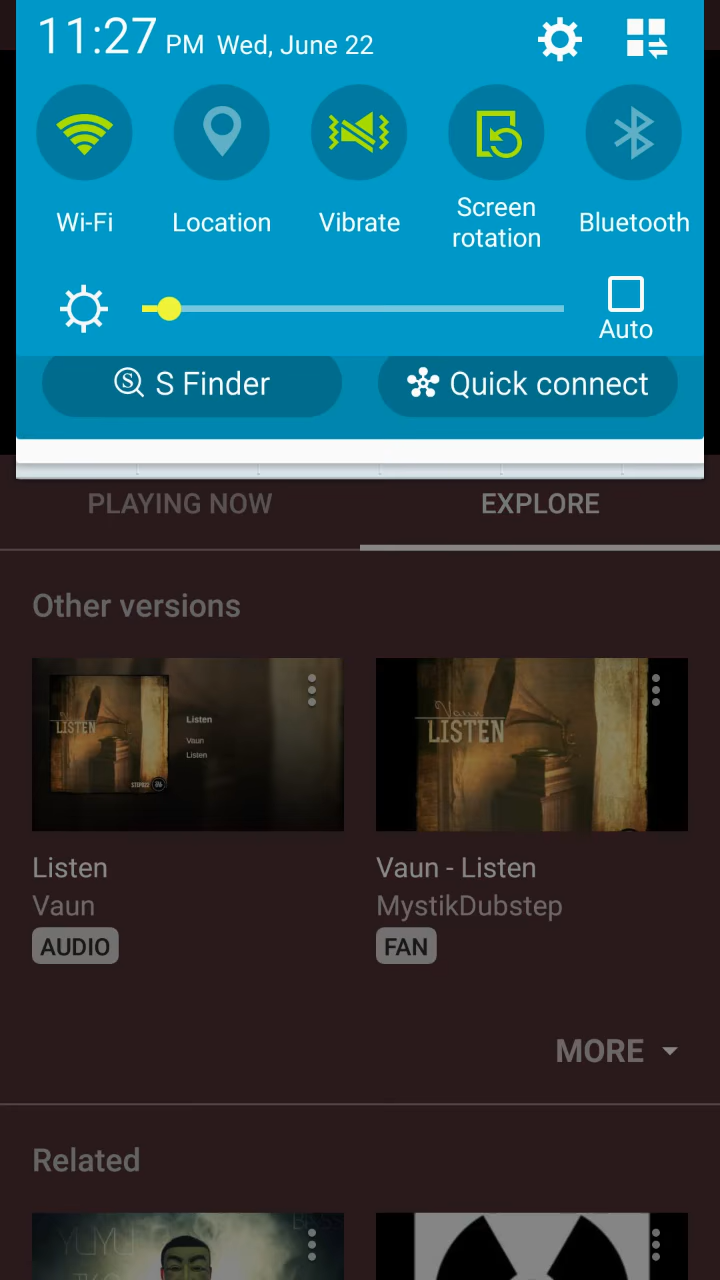 11:27 PM Wed, June 22
Wi-Fi
Location
Vibrate
Screen
rotation
Bluetooth
Auto
S Finder
Quick connect
PLAYING NOW
EXPLORE
Other versions
LISTEN
Listen
Vaun
Listen
Vaun
LISTEN
Listen
Vaun
AUDIO
Vaun - Listen
MystikDubstep
FAN
MORE
Related